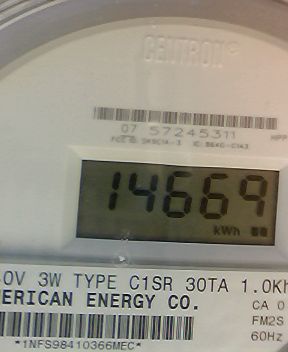 CENTRON®
07 57245311
14669
kWh
0V 3W TYPE C1SR 30TA 1.0Kh
ERICAN ENERGY CO.
CA 0
FM2S
60Hz
*1NFS98410366MEC*